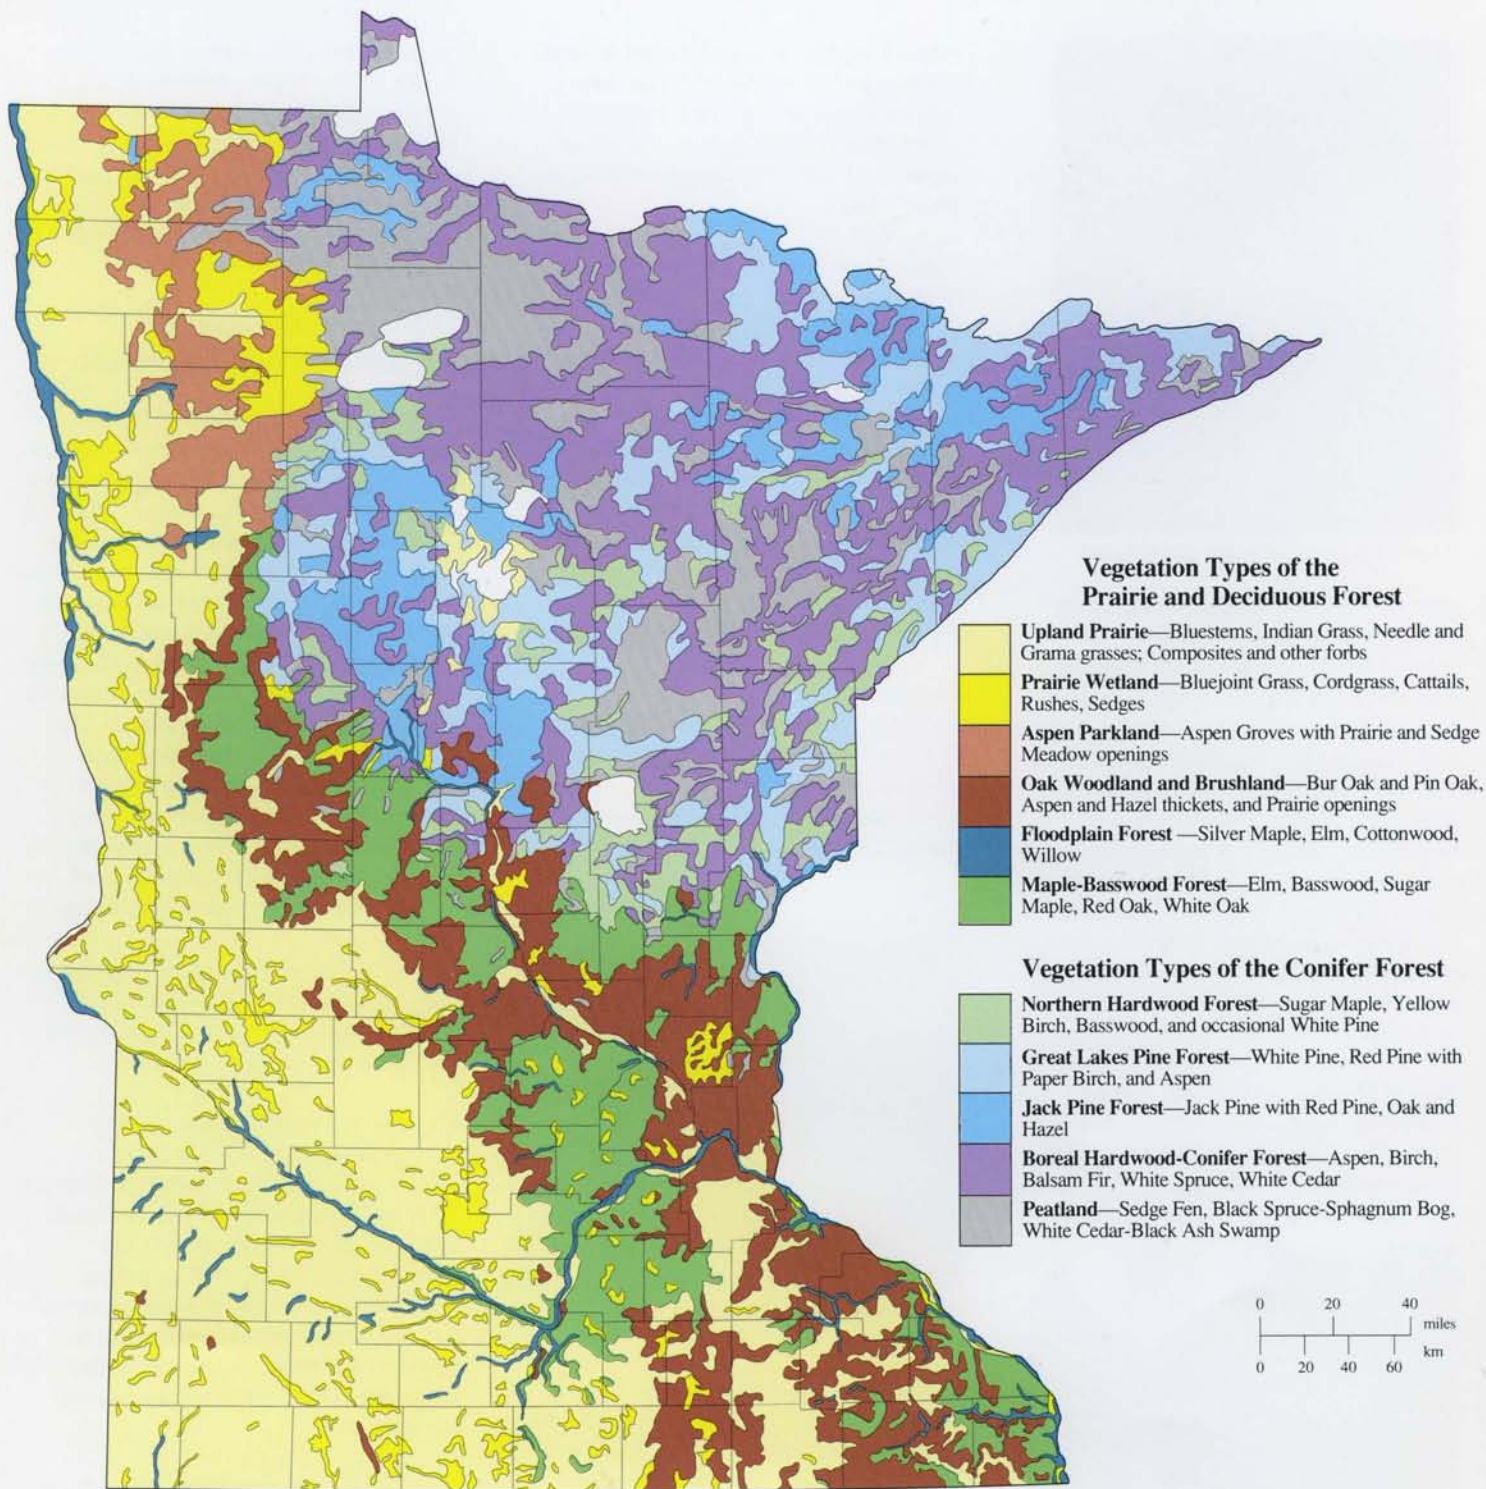 Vegetation Types of the
Prairie and Deciduous Forest
Upland Prairie—Bluestems, Indian Grass, Needle and
Grama grasses; Composites and other forbs
Prairie Wetland—Bluejoint Grass, Cordgrass, Cattails,
Rushes, Sedges
Aspen Parkland—Aspen Groves with Prairie and Sedge
Meadow openings
Oak Woodland and Brushland—Bur Oak and Pin Oak,
Aspen and Hazel thickets, and Prairie openings
Floodplain Forest —Silver Maple, Elm, Cottonwood,
Willow
Maple-Basswood Forest—Elm, Basswood, Sugar
Maple, Red Oak, White Oak
Vegetation Types of the Conifer Forest
Northern Hardwood Forest—Sugar Maple, Yellow
Birch, Basswood, and occasional White Pine
Great Lakes Pine Forest—White Pine, Red Pine with
Paper Birch, and Aspen
Jack Pine Forest—Jack Pine with Red Pine, Oak and
Hazel
Boreal Hardwood-Conifer Forest—Aspen, Birch,
Balsam Fir, White Spruce, White Cedar
Peatland—Sedge Fen, Black Spruce-Sphagnum Bog,
White Cedar-Black Ash Swamp
0 20 40
miles
km
0 20 40 60